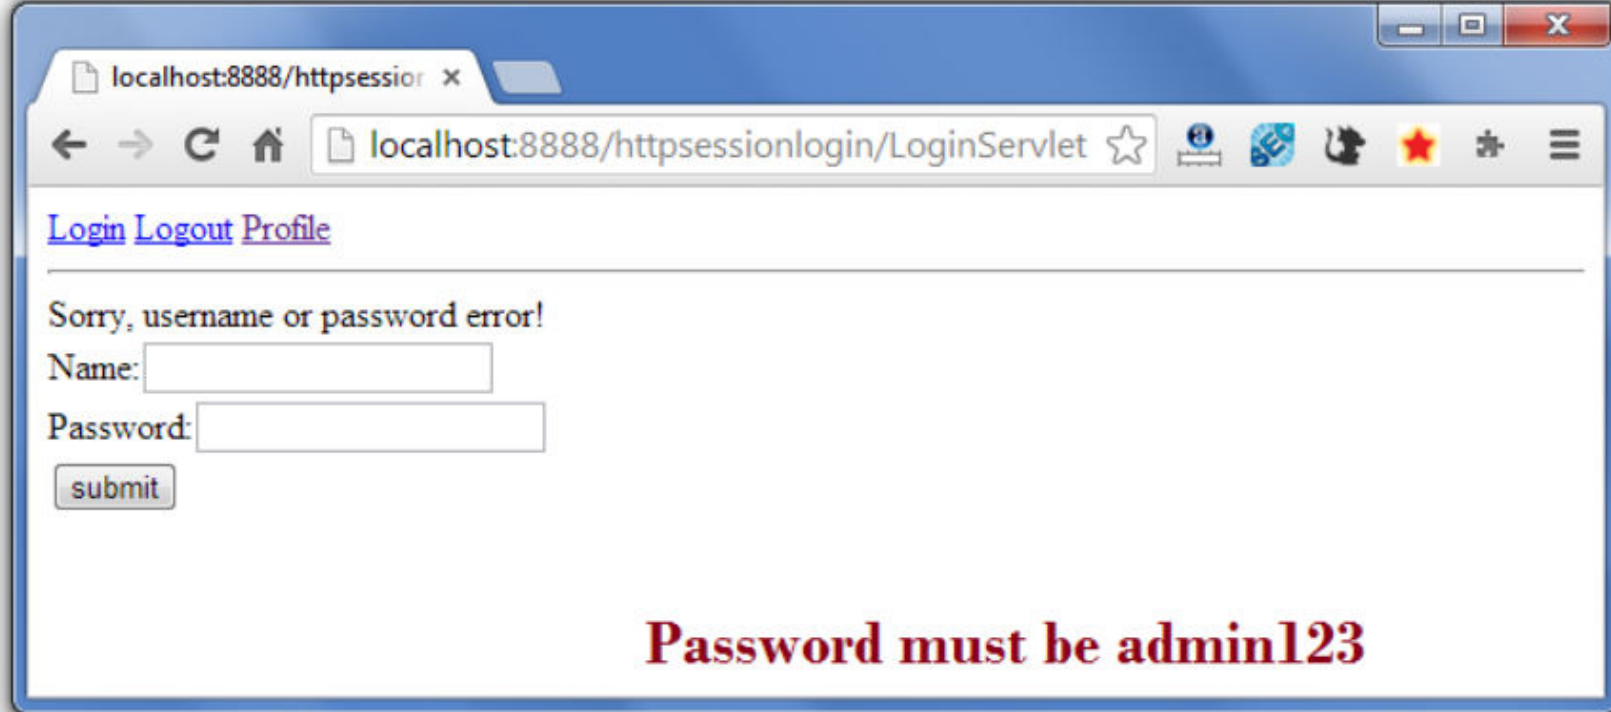 localhost:8888/httpsession
localhost:8888/httpsessionlogin/LoginServlet
Login Logout Profile
Sorry, username or password error!
Name:
Password:
submit
Password must be admin123